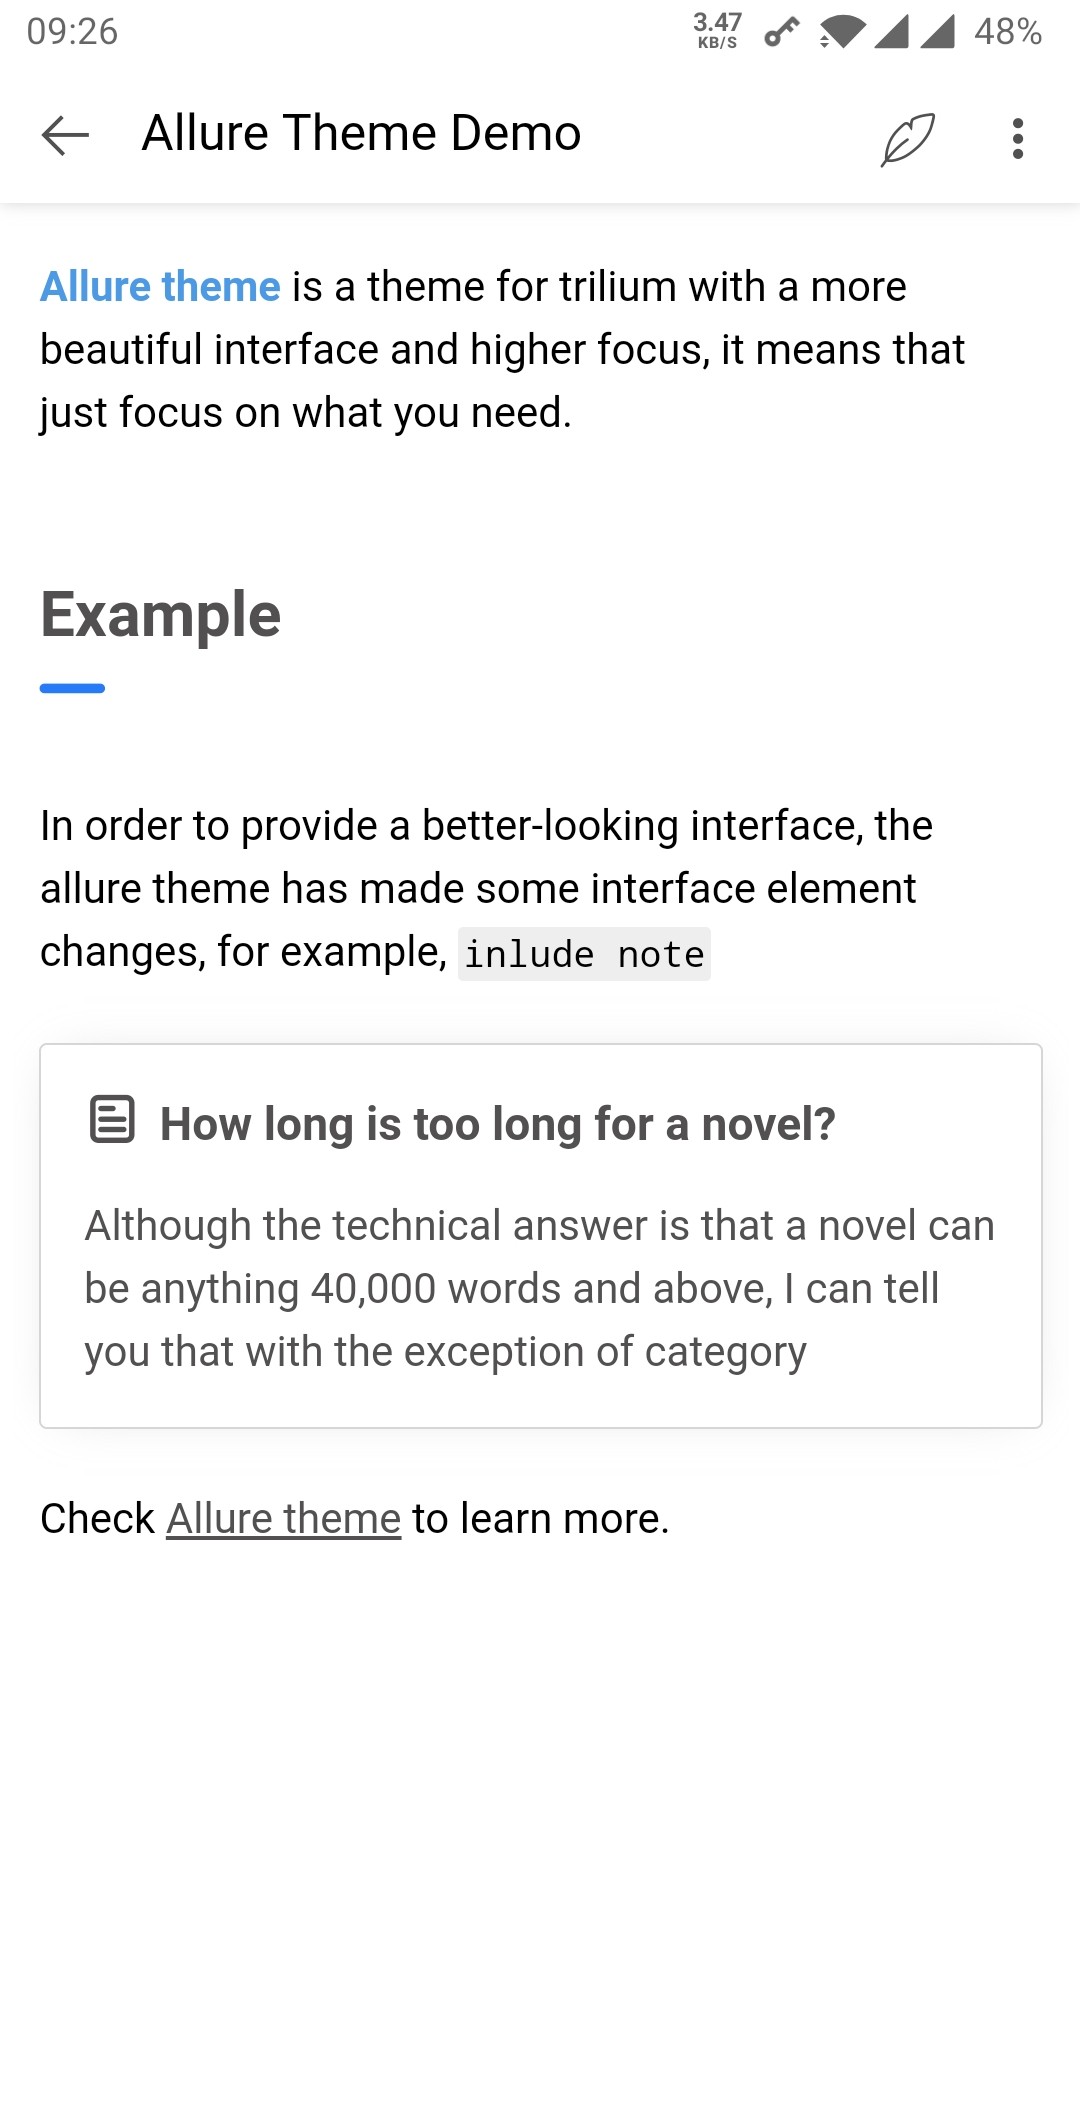 09:26
3.47
KB/S
48%
Allure Theme Demo
Allure theme is a theme for trilium with a more
beautiful interface and higher focus, it means that
just focus on what you need.
Example
In order to provide a better-looking interface, the
allure theme has made some interface element
changes, for example, inlude note
How long is too long for a novel?
Although the technical answer is that a novel can
be anything 40,000 words and above, I can tell
you that with the exception of category
Check Allure theme to learn more.